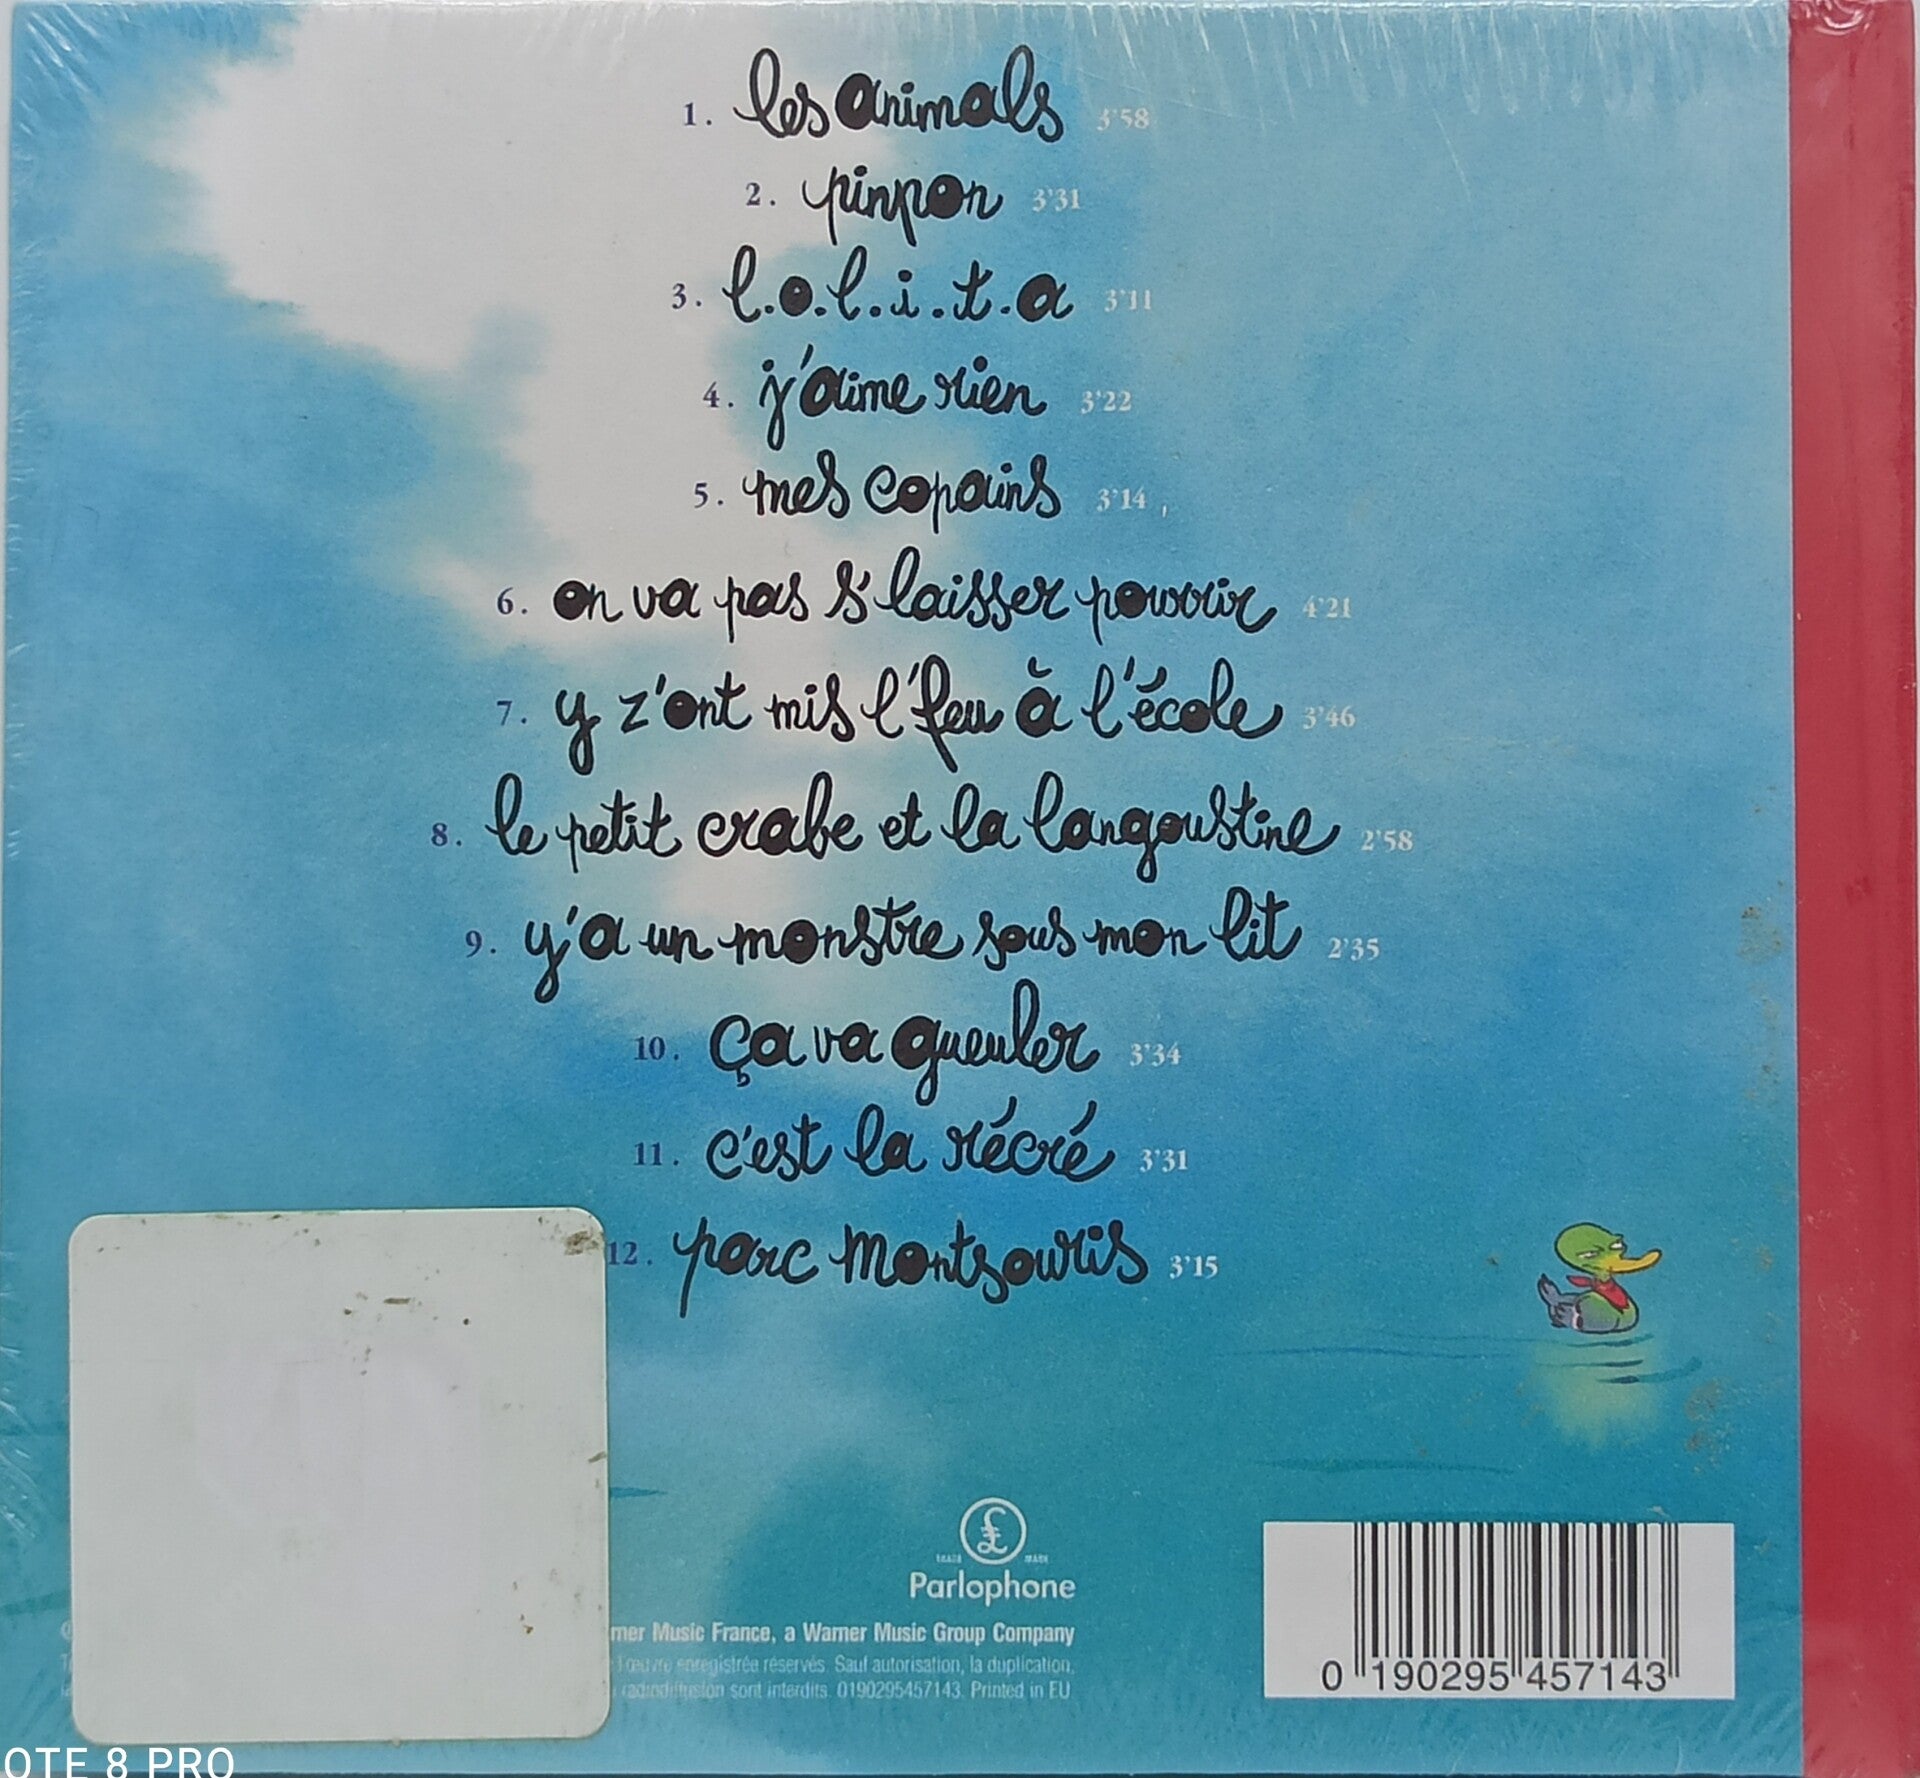 1. les animals 3'58
2. pinpon 3'31
3. l.o.l.i.t.a 3'11
4. j'aime rien 3'22
5. mes copains 3'14
6. on va pas s'laisser pourrir 4'21
7. y z'ont mis l'feu à l'école 3'46
8. le petit crabe et la langoustine 2'58
9. y'a un monstre sous mon lit 2'35
10. ça va gueuler 3'34
11. c'est la récré 3'31
12. parc montsouris 3'15
TRADE MARK
Parlophone
mer Music France, a Warner Music Group Company
l'œuvre enregistrée réservés. Sauf autorisation, la duplication,
radiodiffusion sont interdits. 0190295457143. Printed in EU
0 190295 457143
OTE 8 PRO